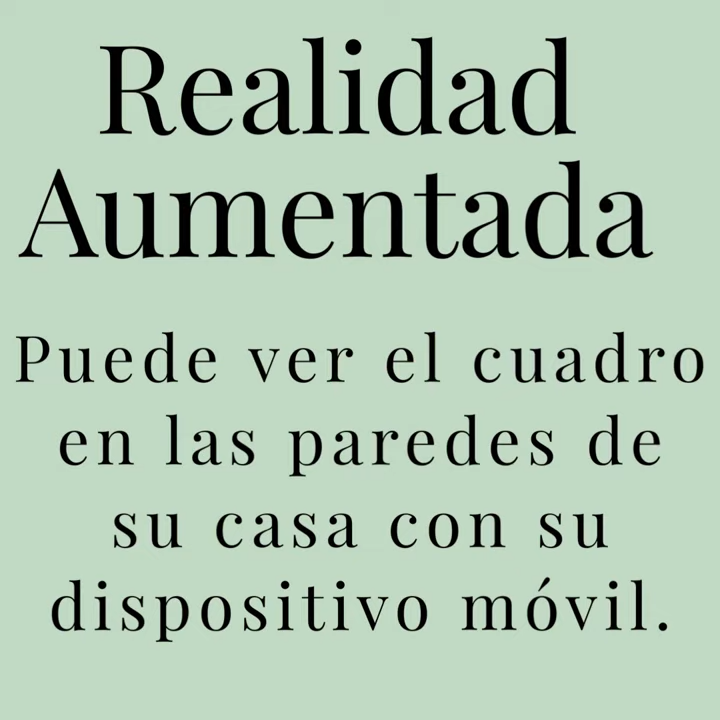 Realidad
Aumentada
Puede ver el cuadro
en las paredes de
su casa con su
dispositivo móvil.